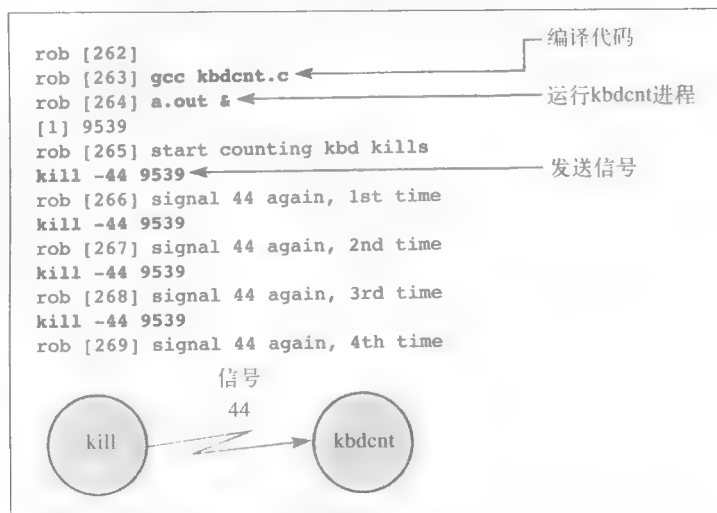 rob [262]
rob [263] gcc kbdcnt.c
编译代码
rob [264] a.out &
运行kbdcnt进程
[1] 9539
rob [265] start counting kbd kills
kill -44 9539
发送信号
rob [266] signal 44 again, 1st time
kill -44 9539
rob [267] signal 44 again, 2nd time
kill -44 9539
rob [268] signal 44 again, 3rd time
kill -44 9539
rob [269] signal 44 again, 4th time
信号
44
kill
kbdcnt